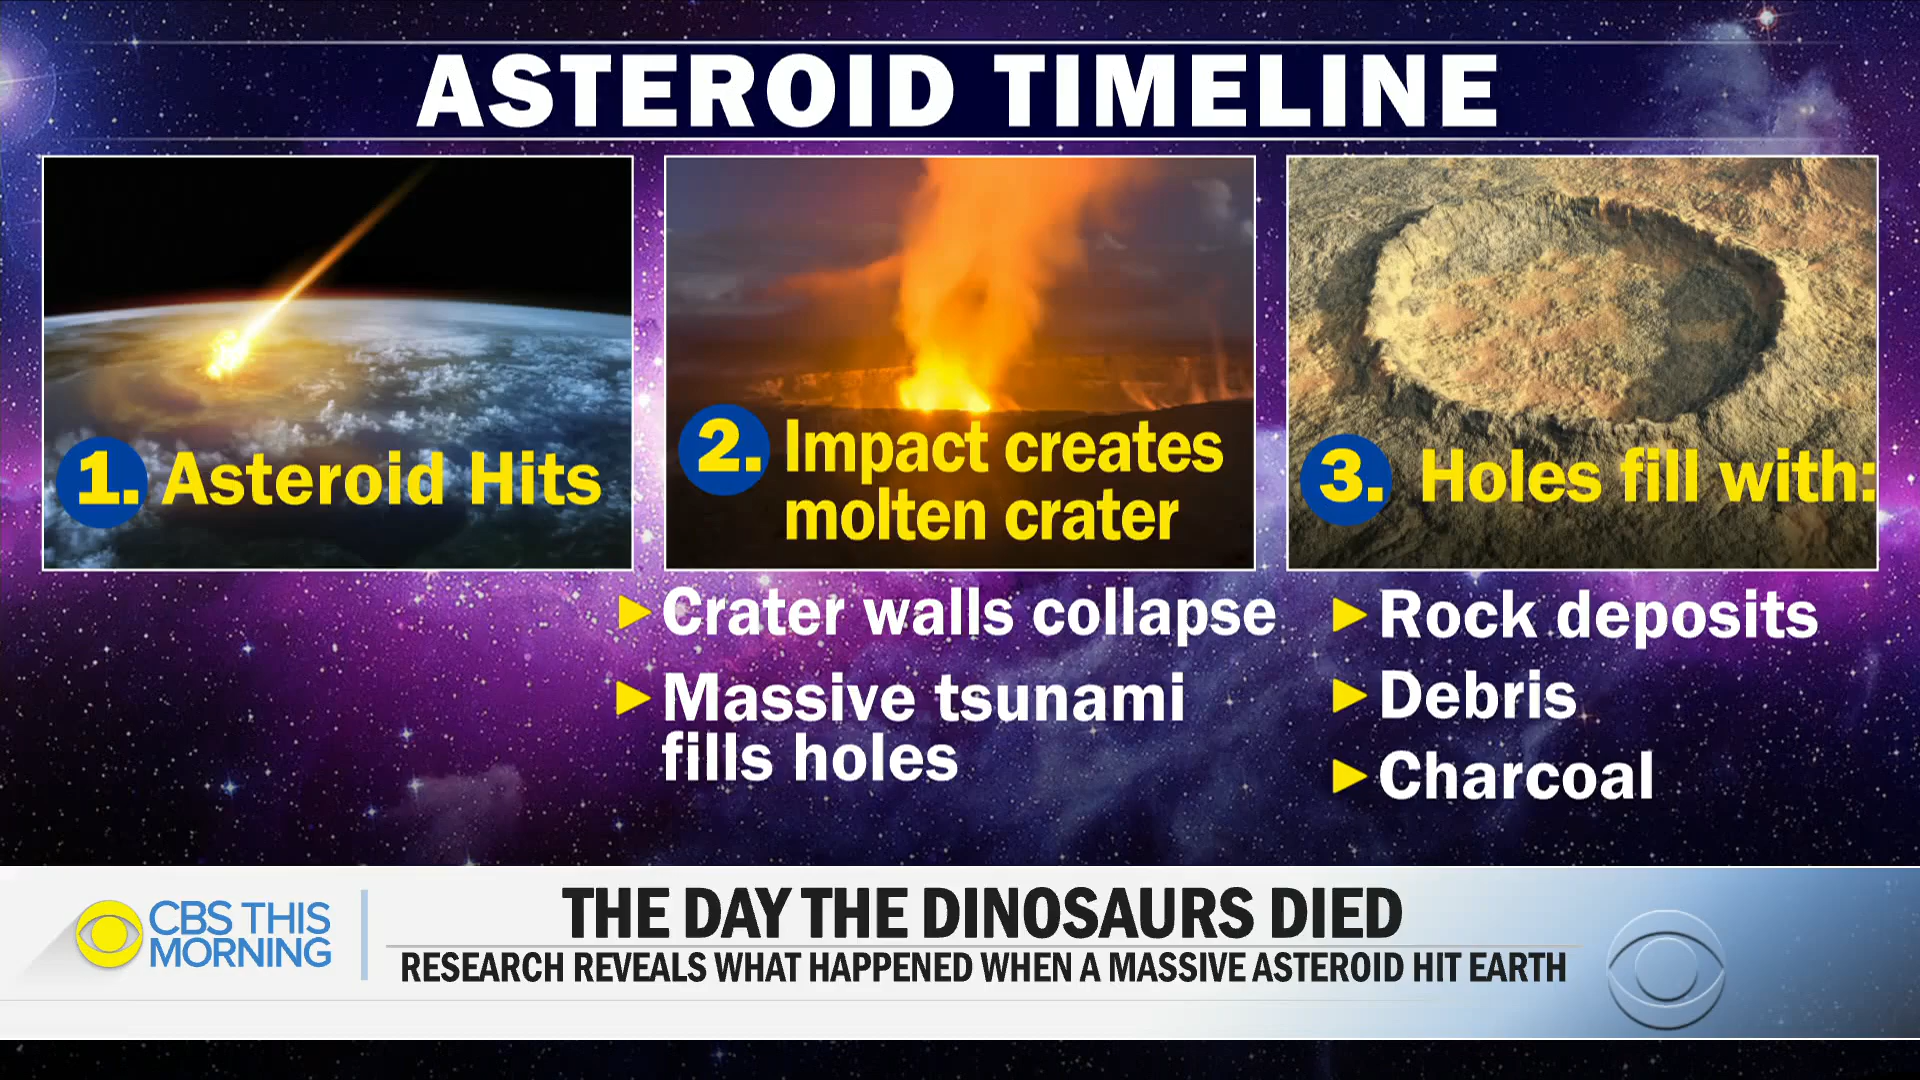 ASTEROID TIMELINE
1. Asteroid Hits
2. Impact creates
molten crater
► Crater walls collapse
► Massive tsunami
fills holes
3. Holes fill with:
► Rock deposits
► Debris
► Charcoal
CBS THIS
MORNING
THE DAY THE DINOSAURS DIED
RESEARCH REVEALS WHAT HAPPENED WHEN A MASSIVE ASTEROID HIT EARTH